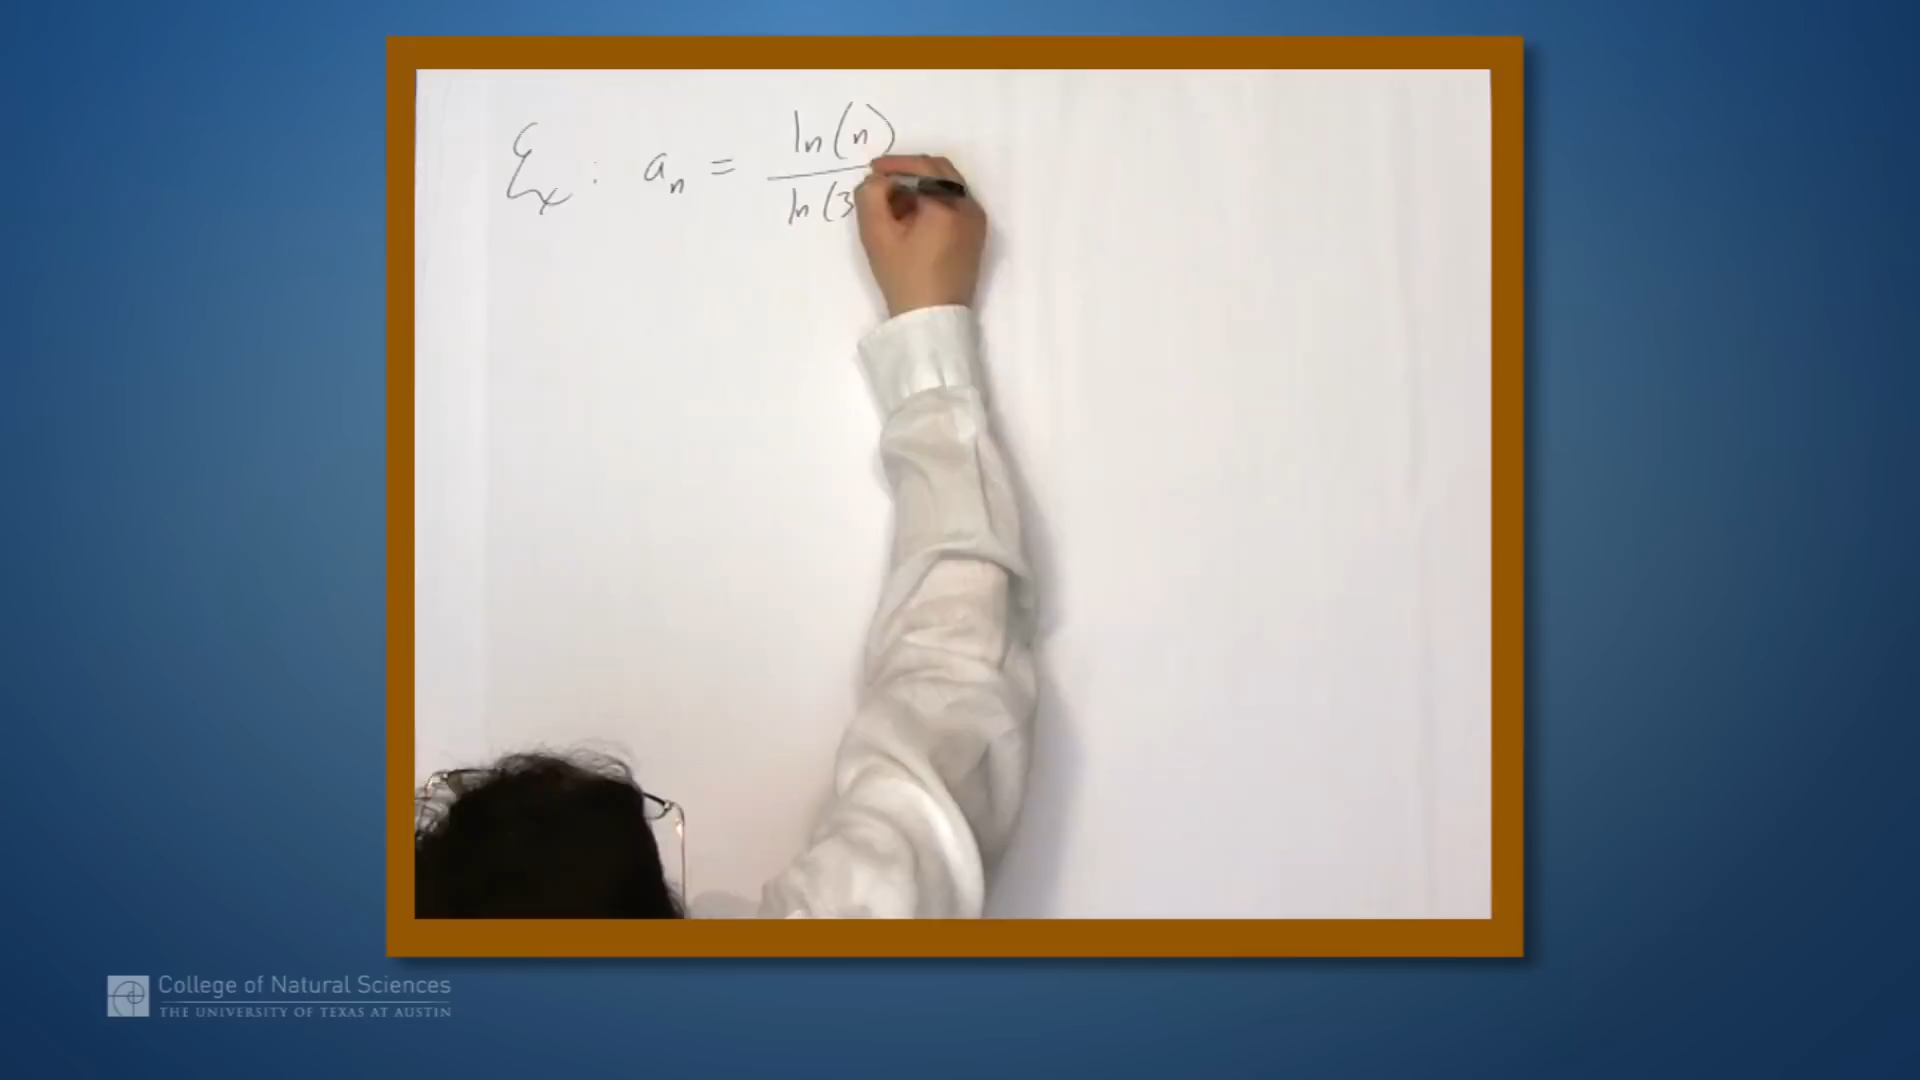 Ex: aₙ = ln(n) / ln(3
College of Natural Sciences
THE UNIVERSITY OF TEXAS AT AUSTIN